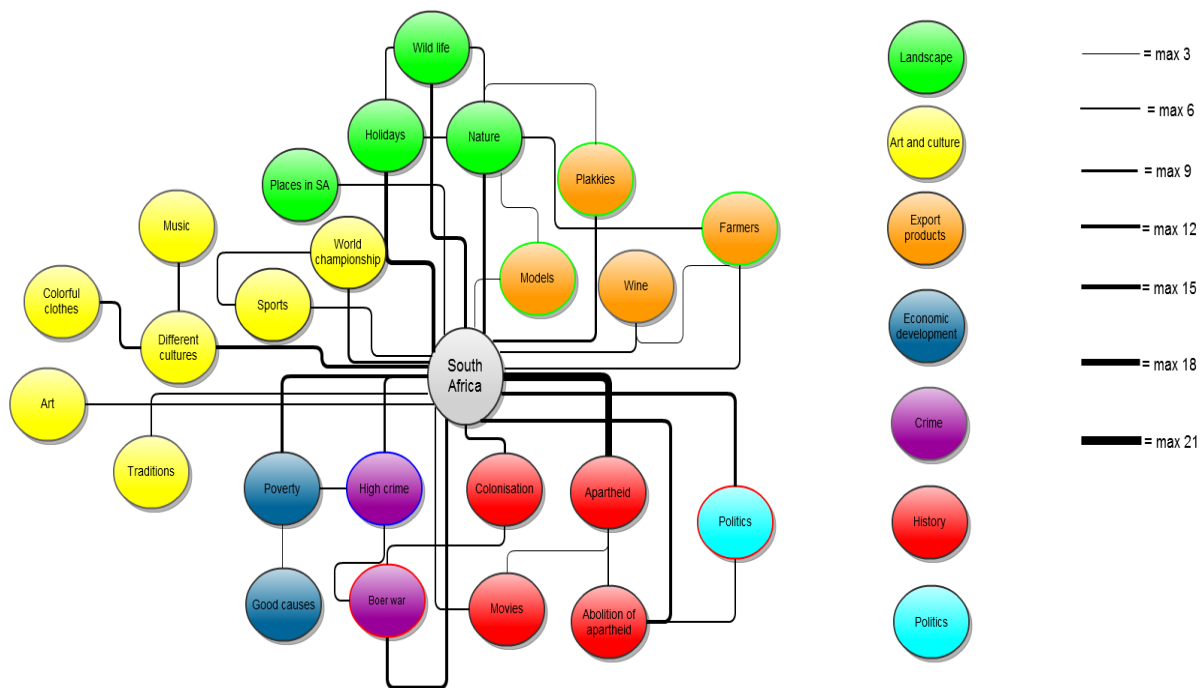 Wild life
Holidays
Nature
Places in SA
Plakkies
Music
World
championship
Farmers
Models
Wine
Colorful
clothes
Sports
Different
cultures
South
Africa
Art
Traditions
Poverty
High crime
Colonisation
Apartheid
Politics
Good causes
Boer war
Movies
Abolition of
apartheid
Landscape
Art and culture
Export
products
Economic
development
Crime
History
Politics
= max 3
= max 6
= max 9
= max 12
= max 15
= max 18
= max 21